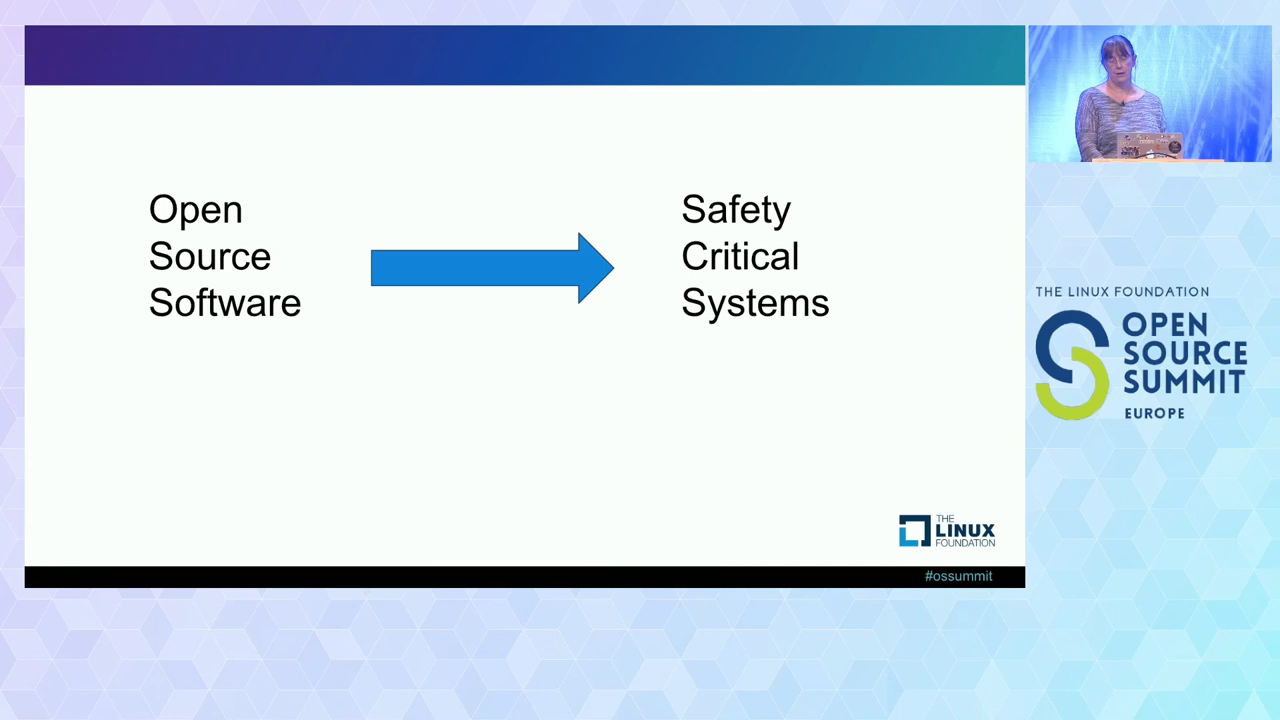 Open
Source
Software
Safety
Critical
Systems
THE
LINUX
FOUNDATION
#ossummit
THE LINUX FOUNDATION
OPEN
SOURCE
SUMMIT
EUROPE